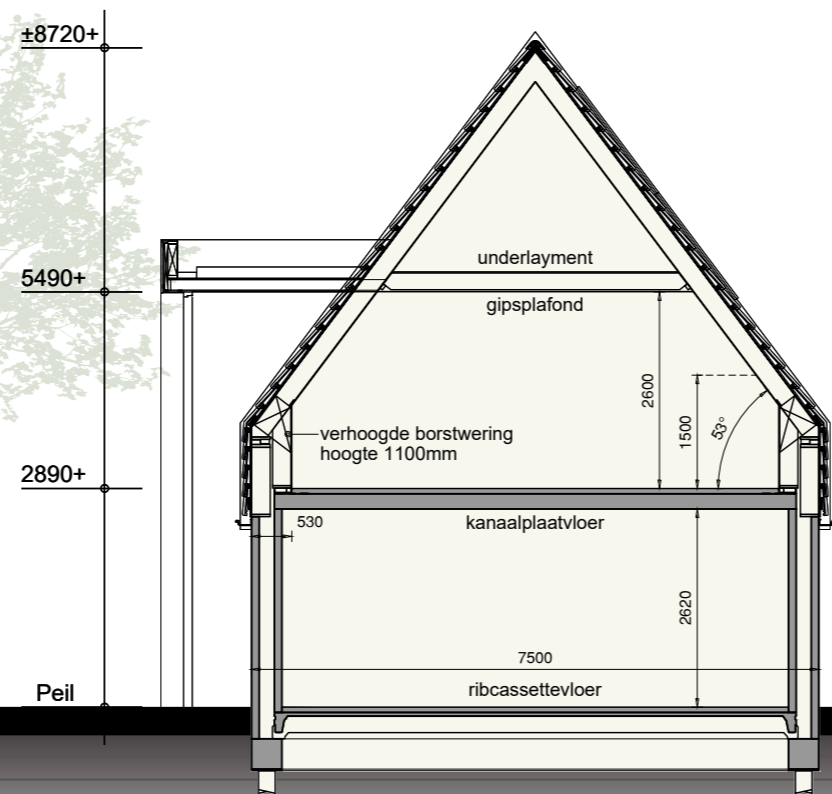 ±8720+
underlayment
5490+
gipsplafond
2600
1500
53°
verhoogde borstwering
hoogte 1100mm
2890+
530
kanaalplaatvloer
2620
7500
Peil
ribcassettevloer